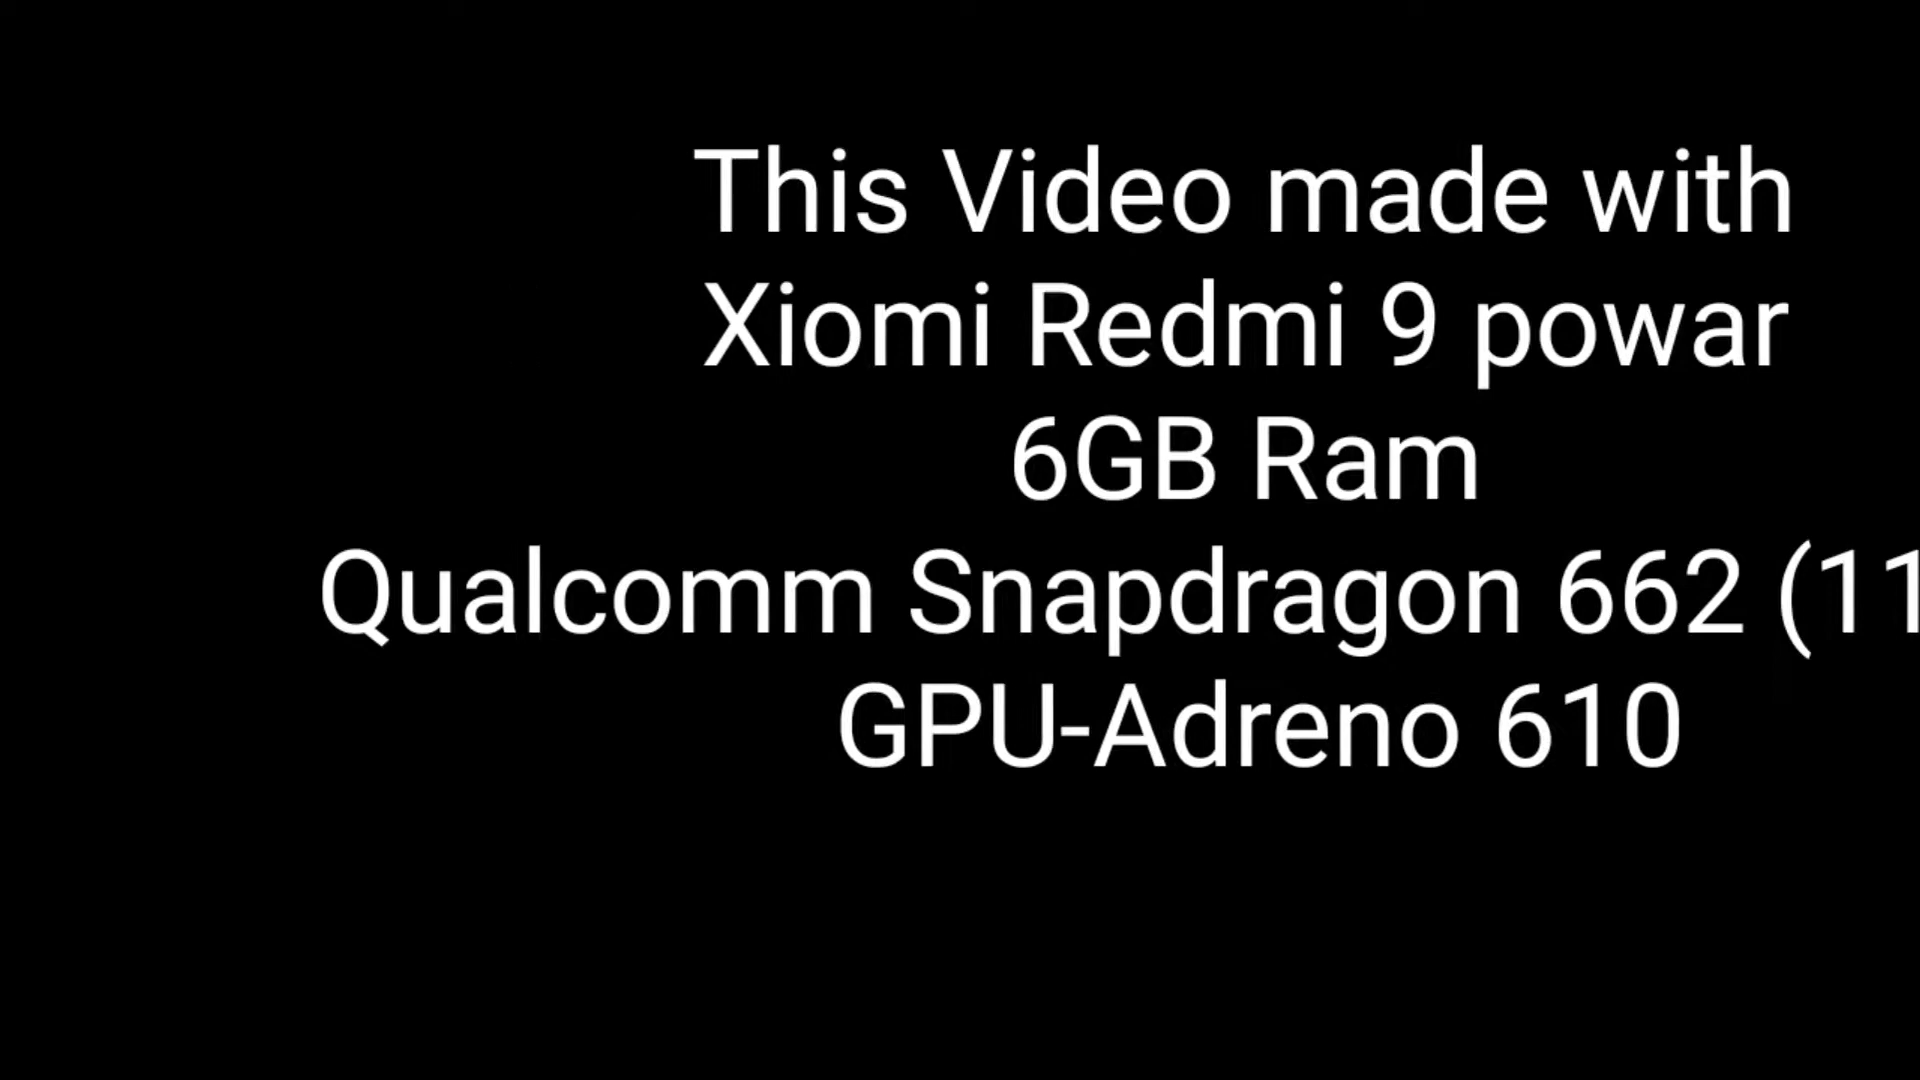 This Video made with
Xiomi Redmi 9 powar
6GB Ram
Qualcomm Snapdragon 662 (11
GPU-Adreno 610